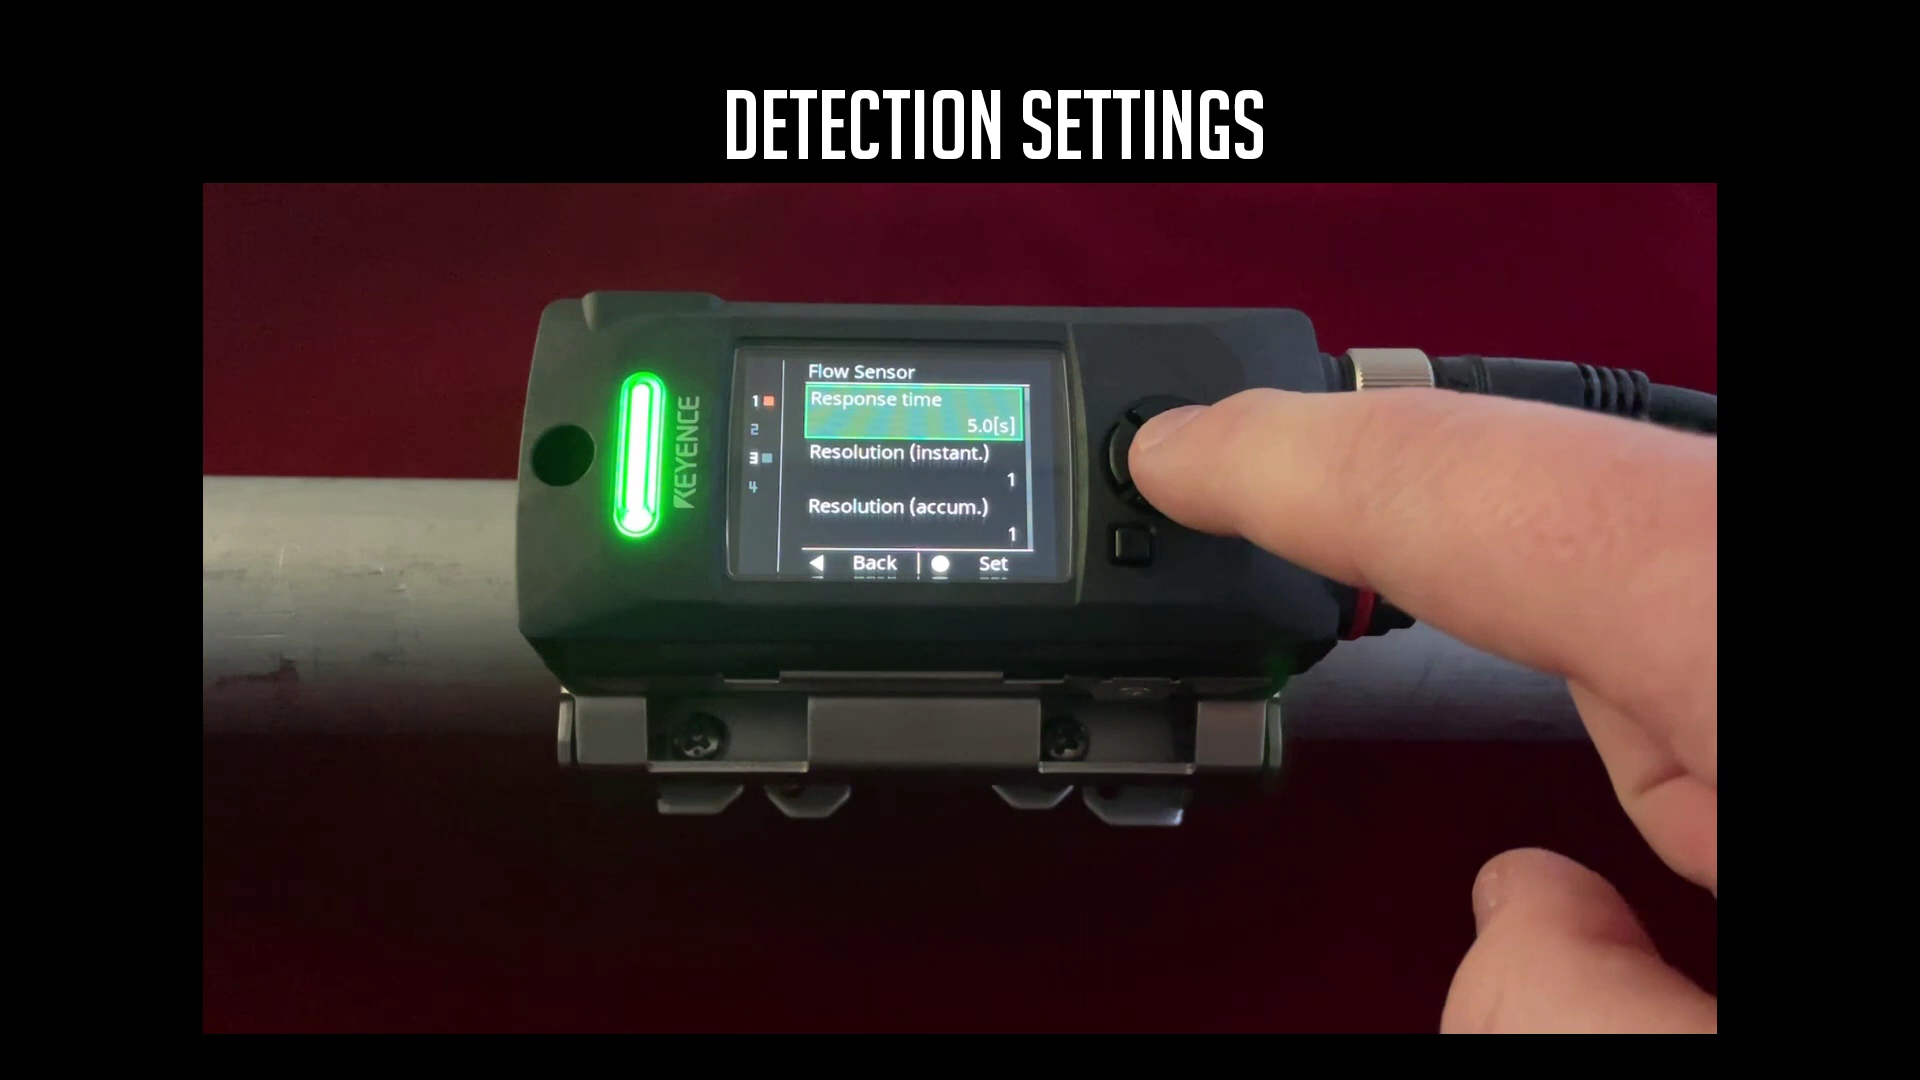 DETECTION SETTINGS
KEYENCE
1
2
3
4
Flow Sensor
Response time
5.0[s]
Resolution (instant.)
1
Resolution (accum.)
1
Back
Set